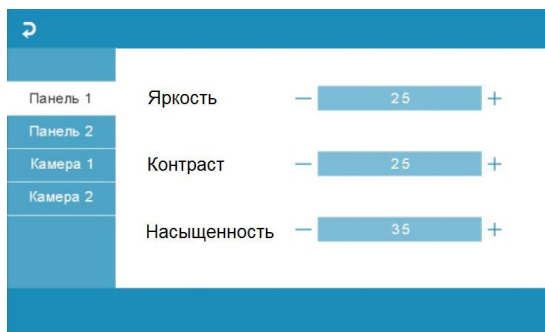 Панель 1
Яркость — 25 +
Панель 2
Камера 1
Контраст — 25 +
Камера 2
Насыщенность — 35 +